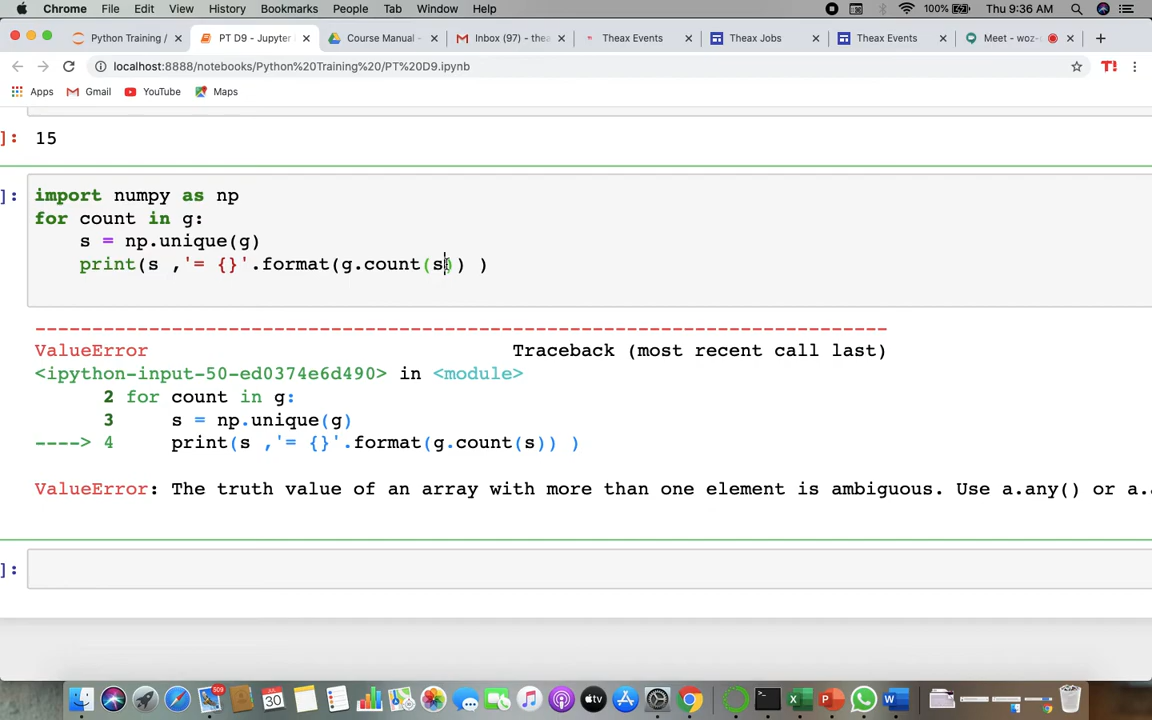 Chrome File Edit View History Bookmarks People Tab Window Help 100% Thu 9:36 AM
Python Training / PT D9 - Jupyter Course Manual - Inbox (97) - thea Theax Events Theax Jobs Theax Events Meet - woz-
localhost:8888/notebooks/Python%20Training%20/PT%20D9.ipynb T!
Apps Gmail YouTube Maps
]: 15
]: import numpy as np
for count in g:
s = np.unique(g)
print(s ,'= {}'.format(g.count(s)) )
ValueError Traceback (most recent call last)
<ipython-input-50-ed0374e6d490> in <module>
2 for count in g:
3 s = np.unique(g)
----> 4 print(s ,'= {}'.format(g.count(s)) )
ValueError: The truth value of an array with more than one element is ambiguous. Use a.any() or a.
]:
509
30